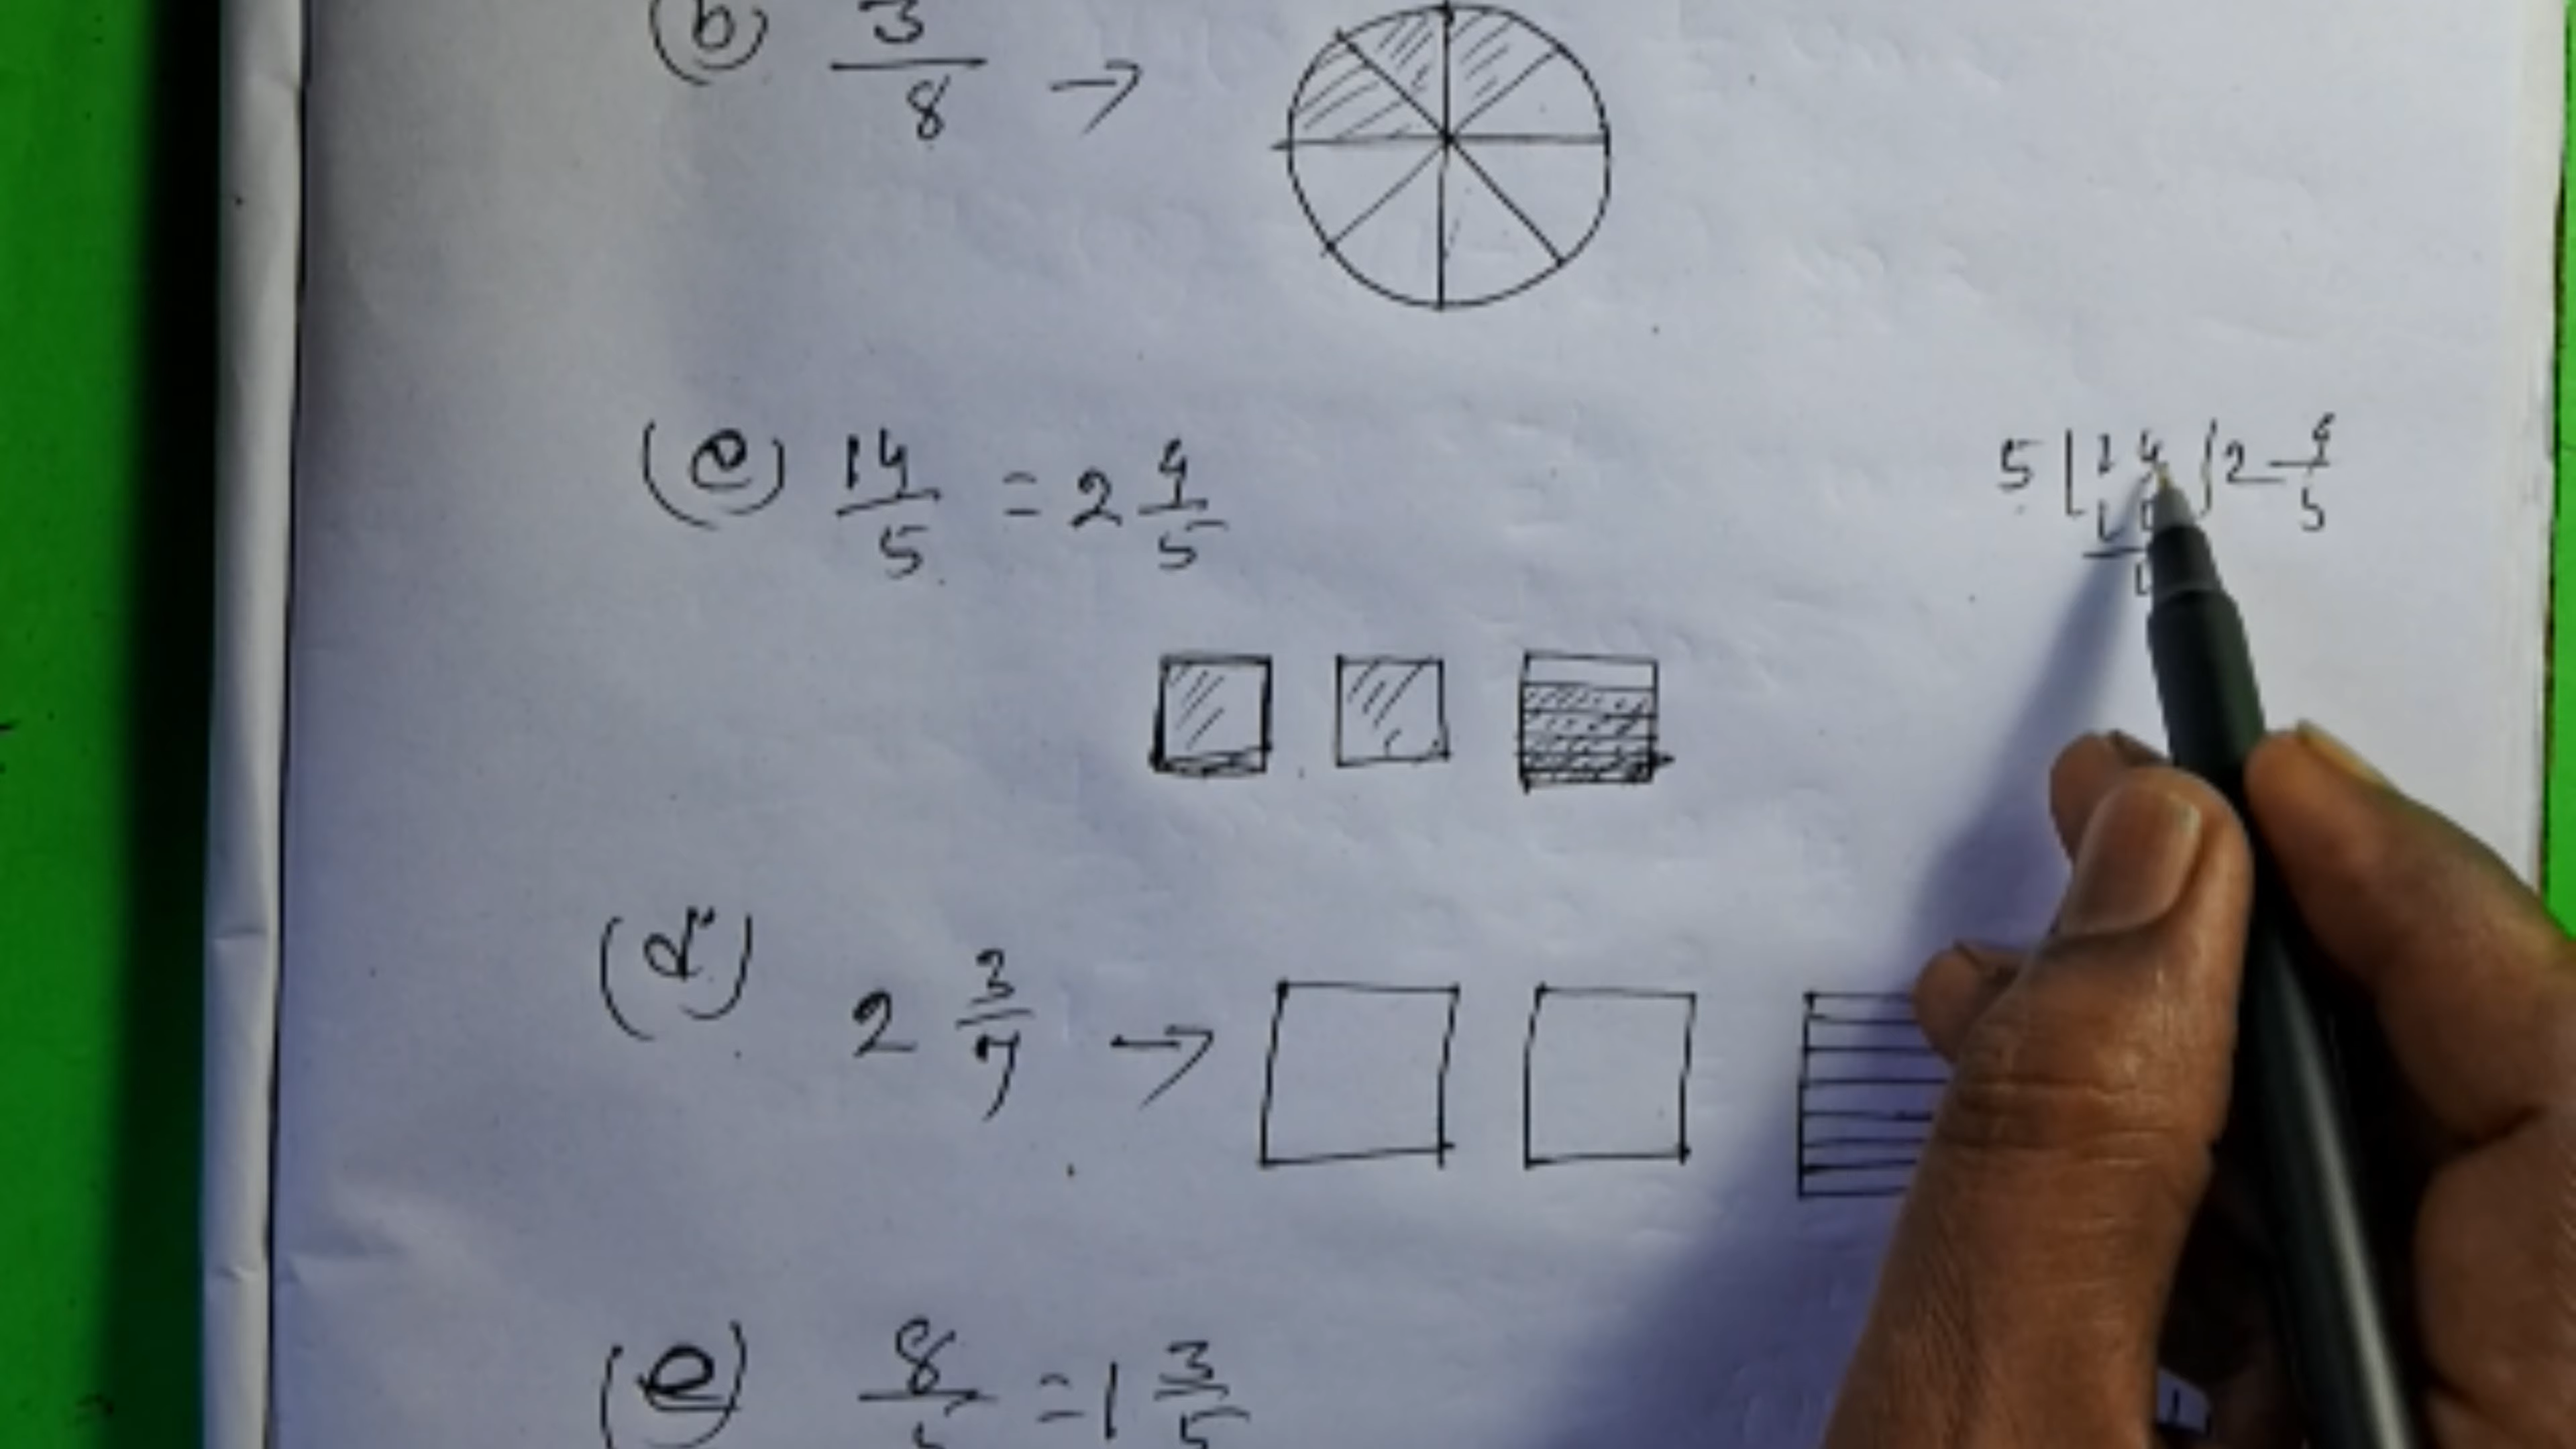 (b) 3/8 →
(c) 14/5 = 2 4/5
5 | 14 ) 2 4/5
(d) 2 3/7 →
(e) 8/5 = 1 3/5